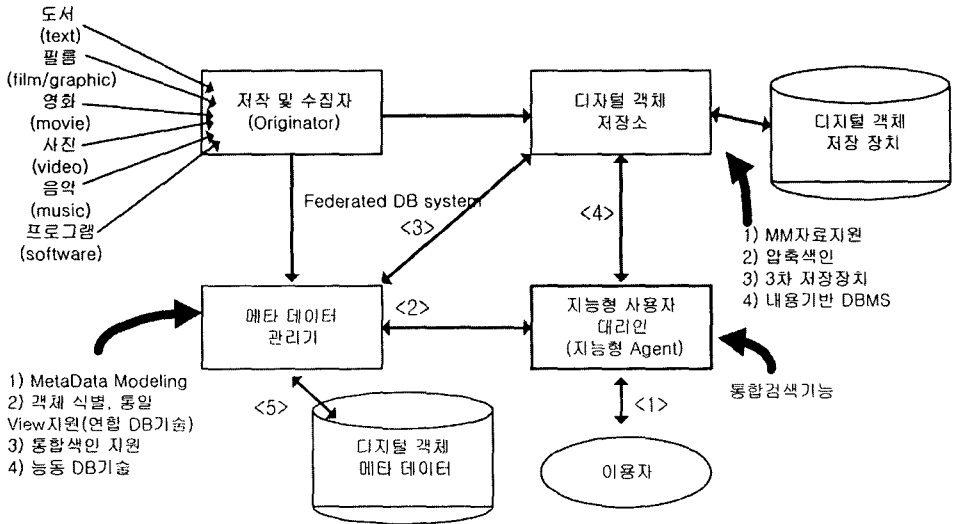 도서
(text)
필름
(film/graphic)
영화
(movie)
사진
(video)
음악
(music)
프로그램
(software)
저작 및 수집자
(Originator)
디자털 객체
저장소
디지털 객체
저장 장치
Federated DB system
<3>
<4>
1) MM자료지원
2) 압축색인
3) 3차 저장장치
4) 내용기반 DBMS
메타 데이터
관리기
<2>
지능형 사용자
대리인
(지능형 Agent)
통합검색기능
1) MetaData Modeling
2) 객체 식별, 통일
View지원(연합 DB기술)
3) 통합색인 지원
4) 능동 DB기술
<5>
디지털 객체
메타 데이터
<1>
이용자